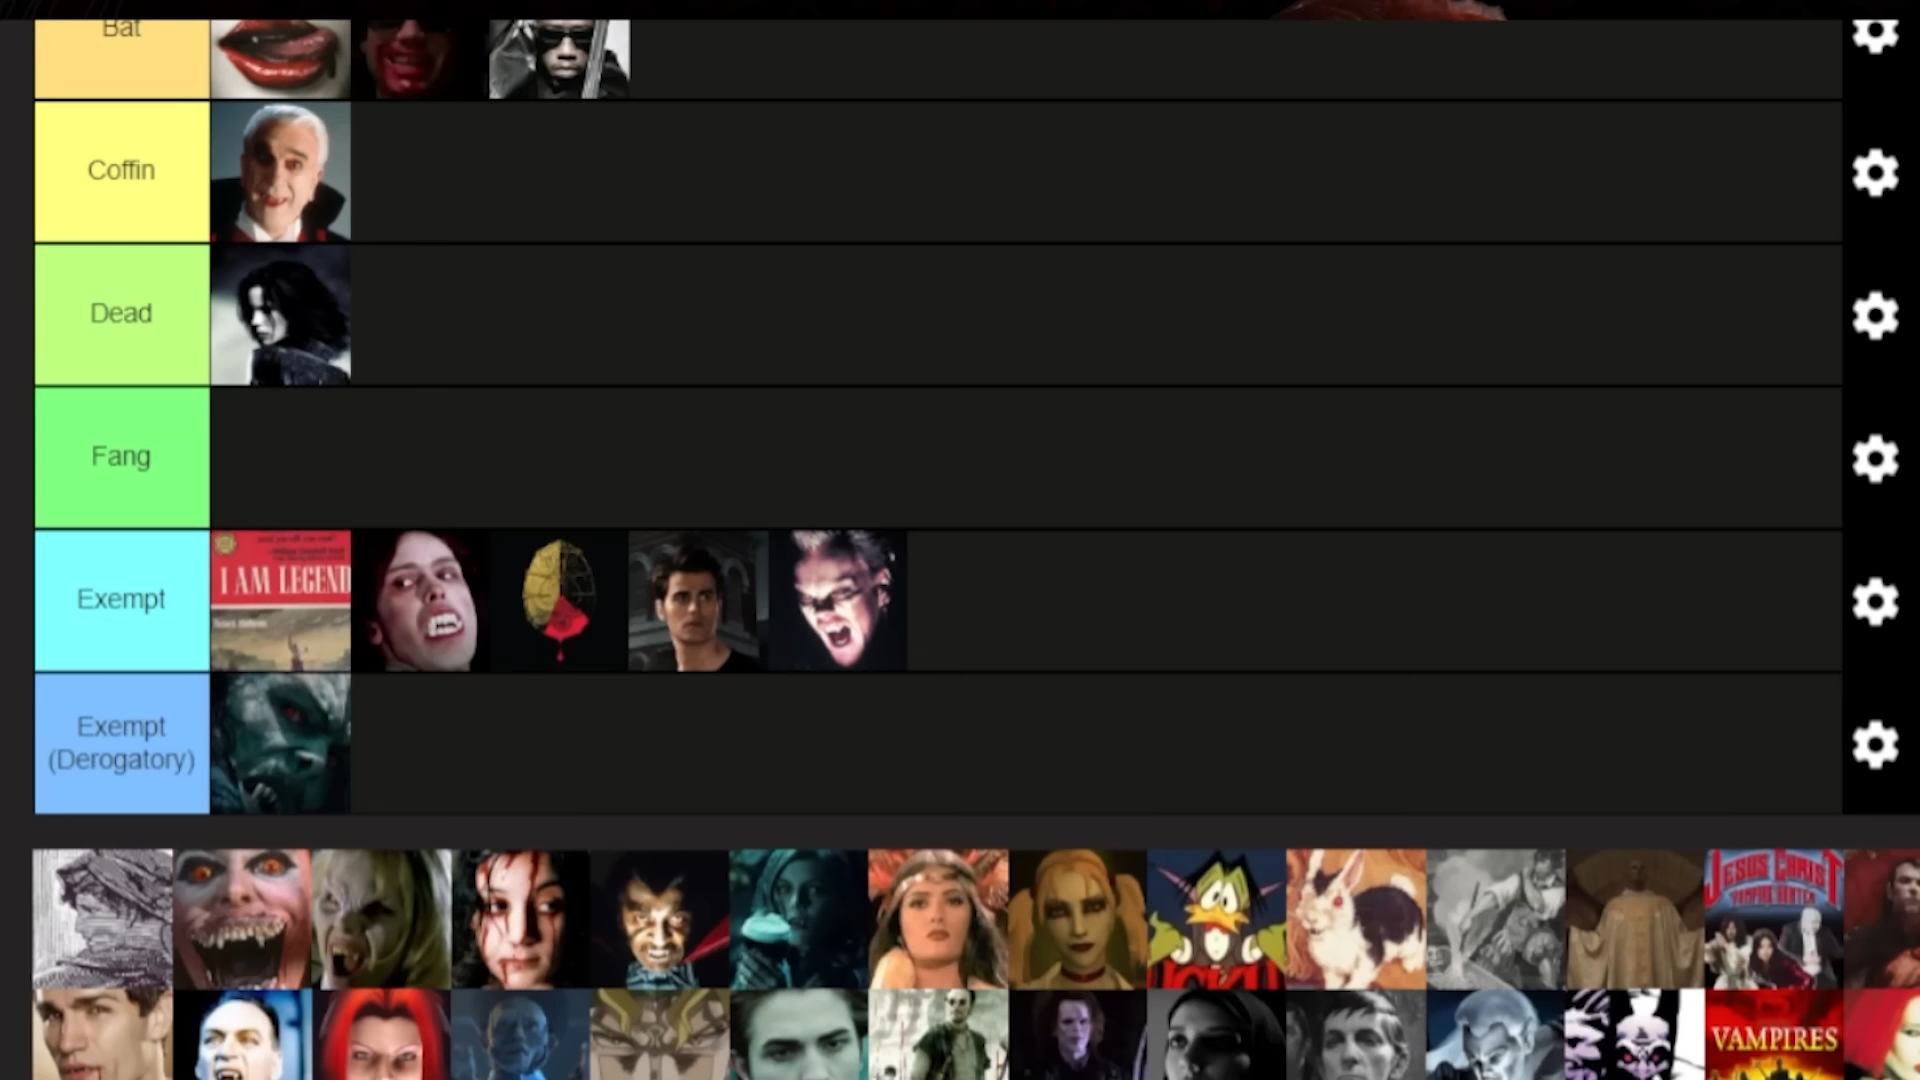 Bat
Coffin
Dead
Fang
Exempt
I AM LEGEND
Exempt
(Derogatory)
JESUS CHRIST
VAMPIRE HUNTER
VAMPIRES